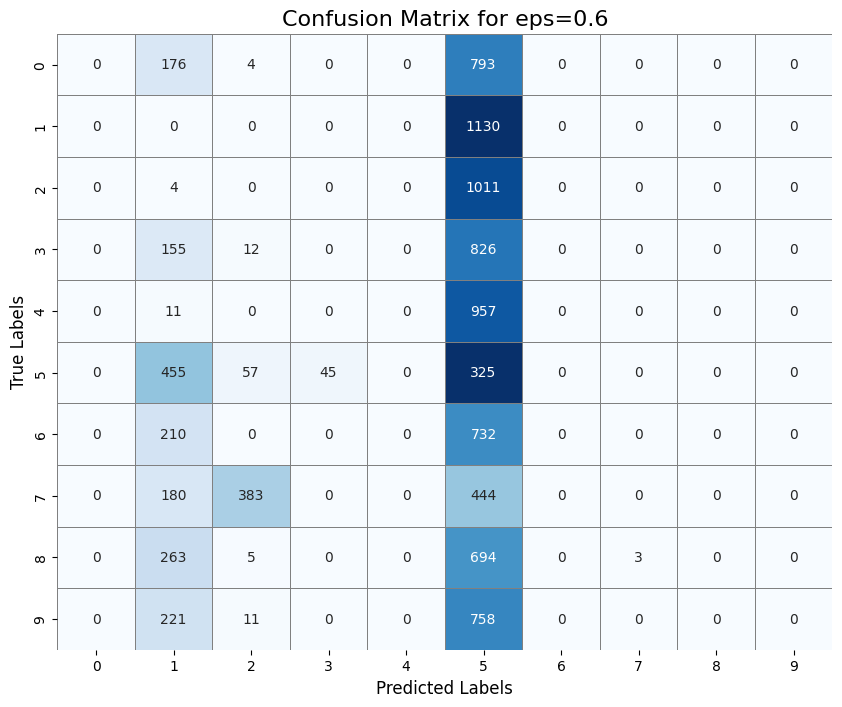 Confusion Matrix for eps=0.6
True Labels
0 0 176 4 0 0 793 0 0 0 0
1 0 0 0 0 0 1130 0 0 0 0
2 0 4 0 0 0 1011 0 0 0 0
3 0 155 12 0 0 826 0 0 0 0
4 0 11 0 0 0 957 0 0 0 0
5 0 455 57 45 0 325 0 0 0 0
6 0 210 0 0 0 732 0 0 0 0
7 0 180 383 0 0 444 0 0 0 0
8 0 263 5 0 0 694 0 3 0 0
9 0 221 11 0 0 758 0 0 0 0
0 1 2 3 4 5 6 7 8 9
Predicted Labels